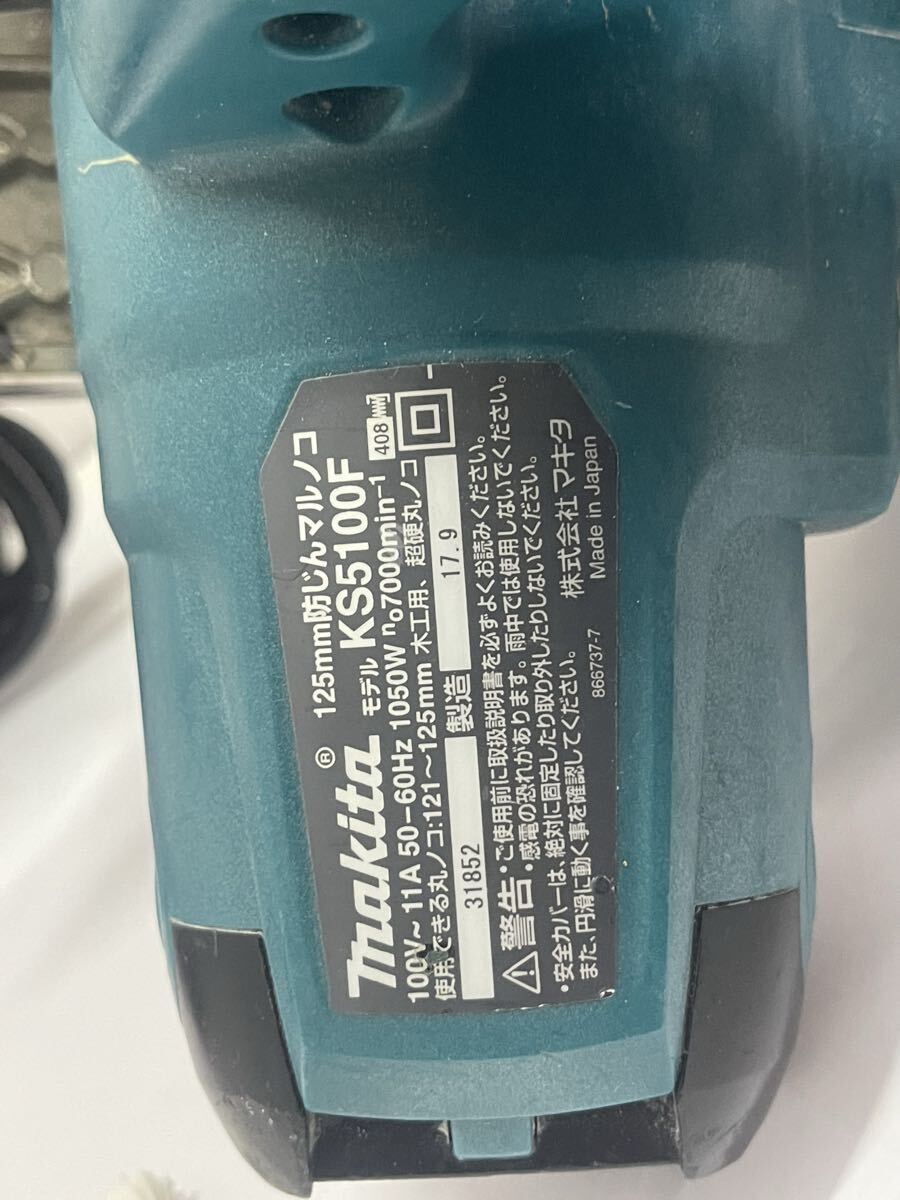 makita® 125mm防じんマルノコ
モデル KS5100F
408
100V～11A 50-60Hz 1050W n₀7000min⁻¹
使用できる丸ノコ:121～125mm 木工用、超硬丸ノコ
31852 製造 17.9
警告
・ご使用前に取扱説明書を必ずよくお読みください。
・感電の恐れがあります。雨中では使用しないでください。
・安全カバーは、絶対に固定したり取り外したりしないでください。
また、円滑に動く事を確認してください。
株式会社 マキタ
866737-7 Made in Japan